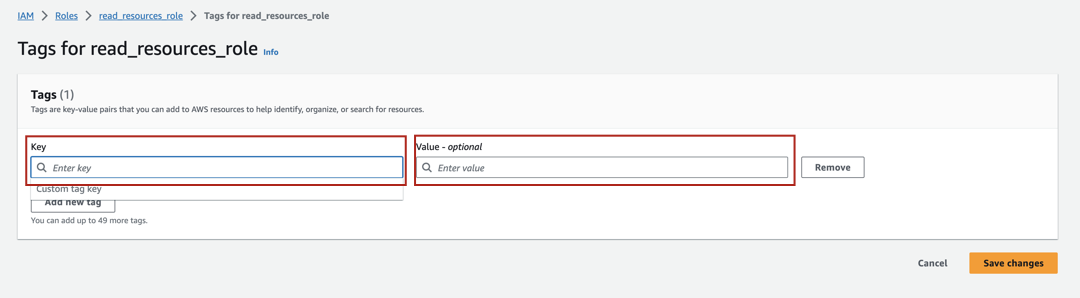 IAM > Roles > read_resources_role > Tags for read_resources_role
Tags for read_resources_role Info
Tags (1)
Tags are key-value pairs that you can add to AWS resources to help identify, organize, or search for resources.
Key Value - optional
Enter key Enter value Remove
Custom tag key
Add new tag
You can add up to 49 more tags.
Cancel Save changes